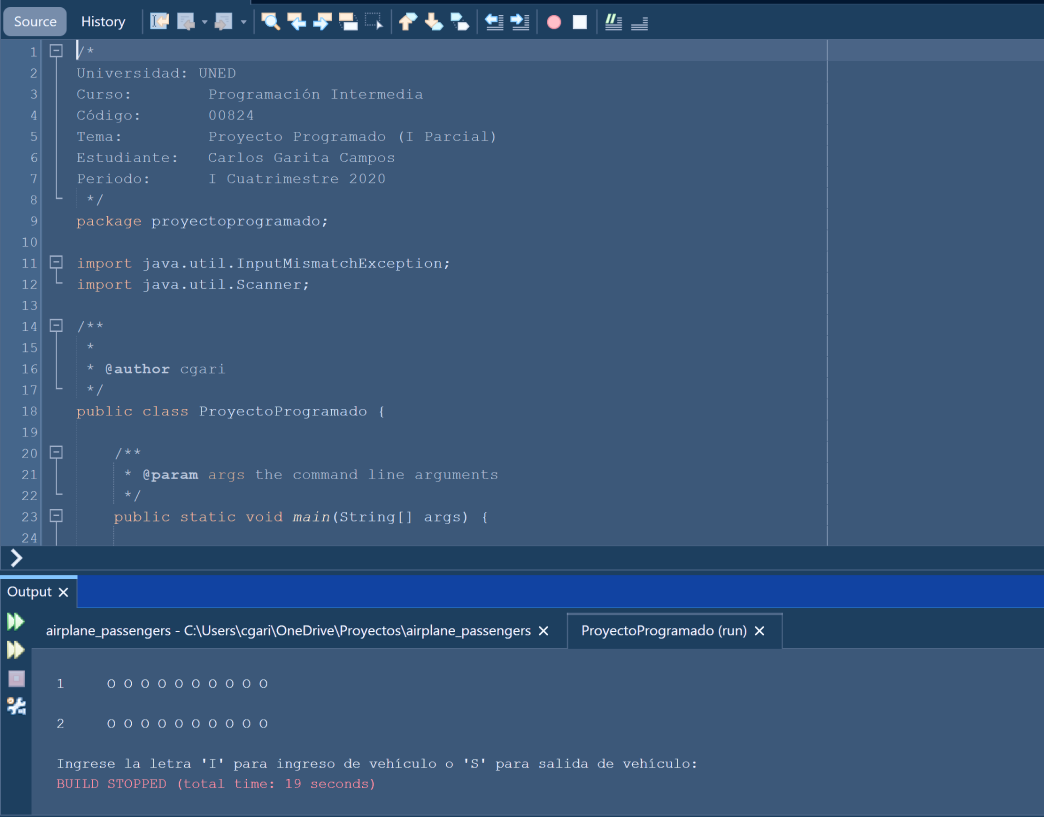 Source History
1 /*
2 Universidad: UNED
3 Curso: Programación Intermedia
4 Código: 00824
5 Tema: Proyecto Programado (I Parcial)
6 Estudiante: Carlos Garita Campos
7 Periodo: I Cuatrimestre 2020
8 */
9 package proyectoprogramado;
10
11 import java.util.InputMismatchException;
12 import java.util.Scanner;
13
14 /**
15 *
16 * @author cgari
17 */
18 public class ProyectoProgramado {
19
20 /**
21 * @param args the command line arguments
22 */
23 public static void main(String[] args) {
24
Output
airplane_passengers - C:\Users\cgari\OneDrive\Proyectos\airplane_passengers ProyectoProgramado (run)
1 O O O O O O O O O O
2 O O O O O O O O O O
Ingrese la letra 'I' para ingreso de vehículo o 'S' para salida de vehículo:
BUILD STOPPED (total time: 19 seconds)